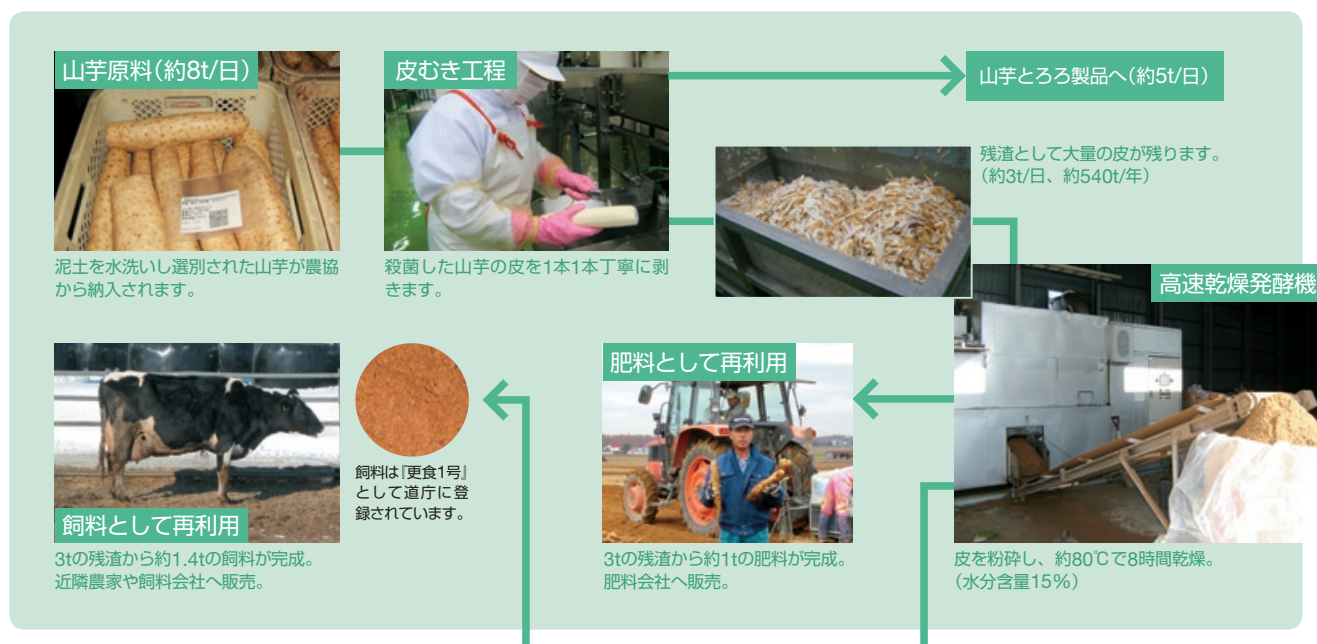 山芋原料(約8t/日)
皮むき工程
山芋とろろ製品へ(約5t/日)
残渣として大量の皮が残ります。
(約3t/日、約540t/年)
泥土を水洗いし選別された山芋が農協
から納入されます。
殺菌した山芋の皮を1本1本丁寧に剥
きます。
高速乾燥発酵機
皮を粉砕し、約80℃で8時間乾燥。
(水分含量15%)
肥料として再利用
3tの残渣から約1tの肥料が完成。
肥料会社へ販売。
飼料は『更食1号』
として道庁に登
録されています。
飼料として再利用
3tの残渣から約1.4tの飼料が完成。
近隣農家や飼料会社へ販売。